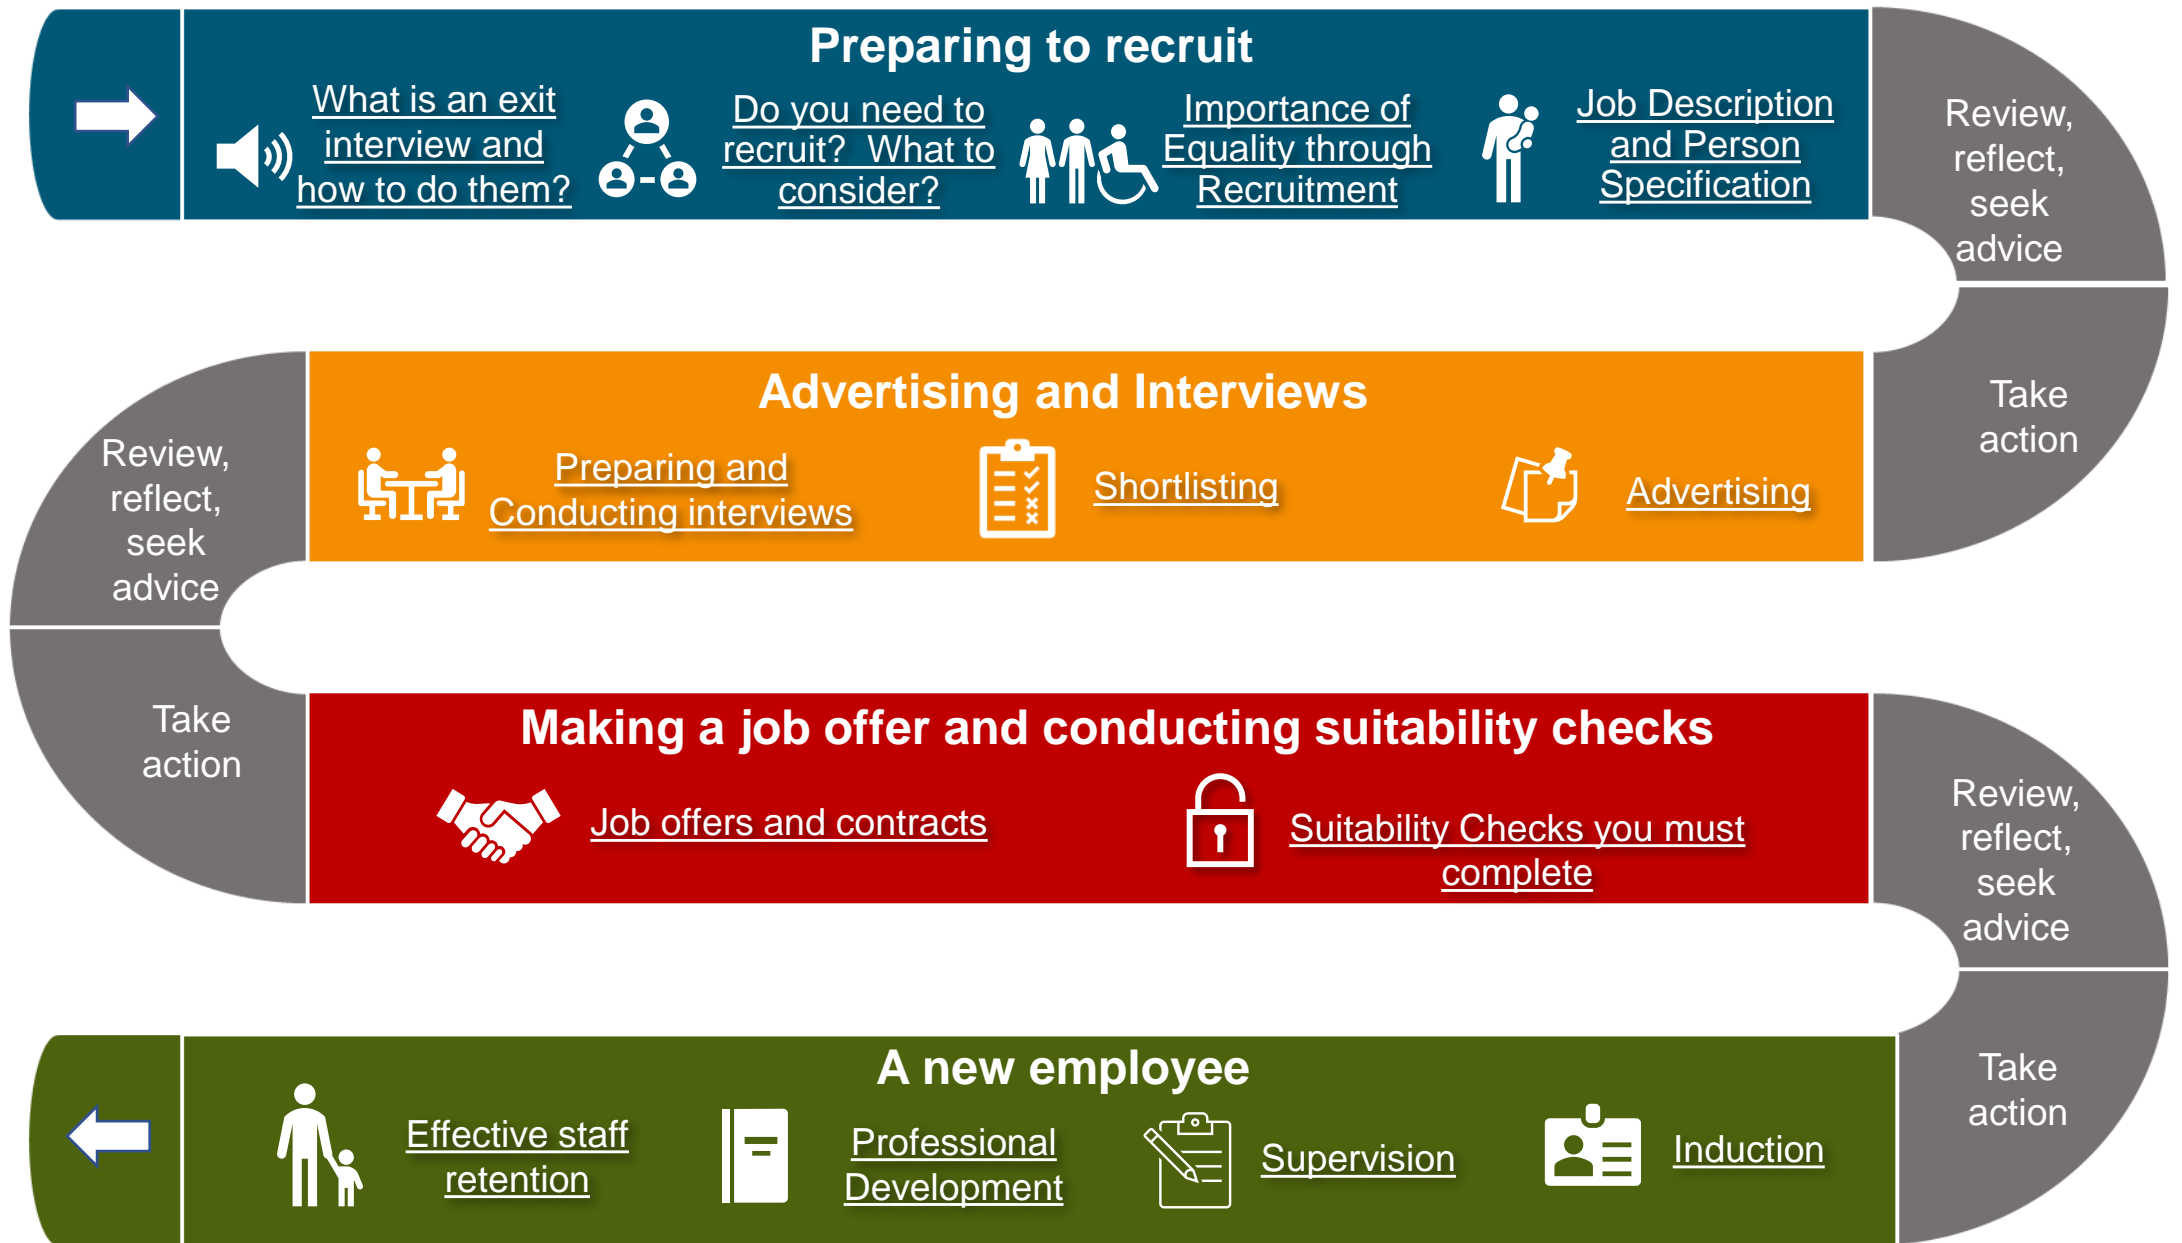 Preparing to recruit
What is an exit
interview and
how to do them?
Do you need to
recruit?  What to
consider?
Importance of
Equality through
Recruitment
Job Description
and Person
Specification
Review,
reflect,
seek
advice
Take
action
Advertising and Interviews
Advertising
Shortlisting
Preparing and
Conducting interviews
Review,
reflect,
seek
advice
Take
action
Making a job offer and conducting suitability checks
Job offers and contracts
Suitability Checks you must
complete
Review,
reflect,
seek
advice
Take
action
A new employee
Induction
Supervision
Professional
Development
Effective staff
retention